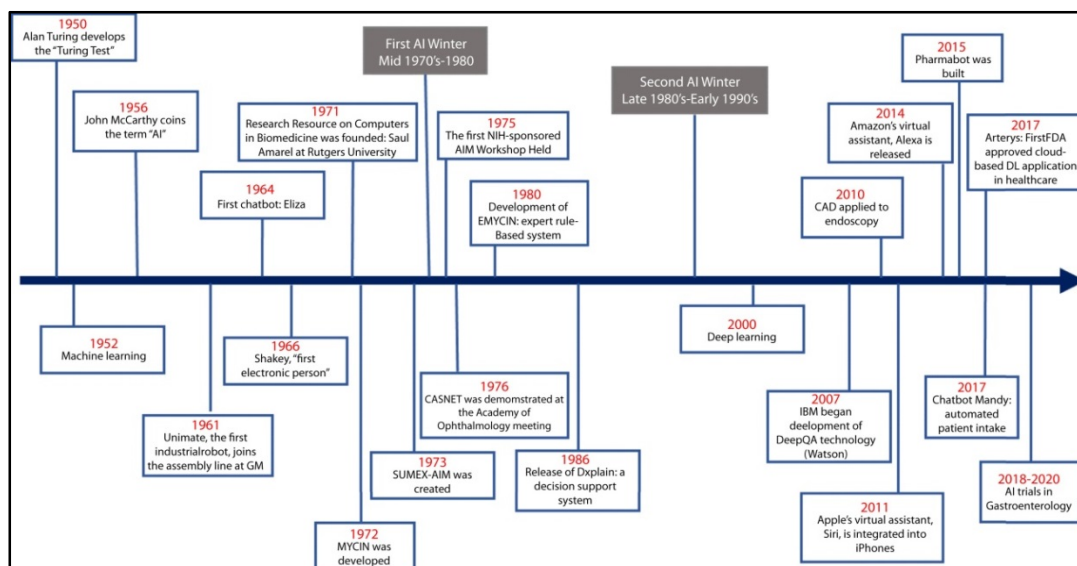 1950
Alan Turing develops
the "Turing Test"
1956
John McCarthy coins
the term "AI"
1964
First chatbot: Eliza
1971
Research Resource on Computers
in Biomedicine was founded: Saul
Amarel at Rutgers University
First AI Winter
Mid 1970's-1980
1975
The first NIH-sponsored
AIM Workshop Held
1980
Development of
EMYCIN: expert rule-
Based system
Second AI Winter
Late 1980's-Early 1990's
2010
CAD applied to
endoscopy
2014
Amazon's virtual
assistant, Alexa is
released
2015
Pharmabot was
built
2017
Arterys: FirstFDA
approved cloud-
based DL application
in healthcare
1952
Machine learning
1961
Unimate, the first
industrialrobot, joins
the assembly line at GM
1966
Shakey, "first
electronic person"
1972
MYCIN was
developed
1973
SUMEX-AIM was
created
1976
CASNET was demomstrated at
the Academy of
Ophthalmology meeting
1986
Release of Dxplain: a
decision support
system
2000
Deep learning
2007
IBM began deelopment of
DeepQA technology
(Watson)
2011
Apple's virtual assistant,
Siri, is integrated into
iPhones
2017
Chatbot Mandy:
automated
patient intake
2018-2020
AI trials in
Gastroenterology